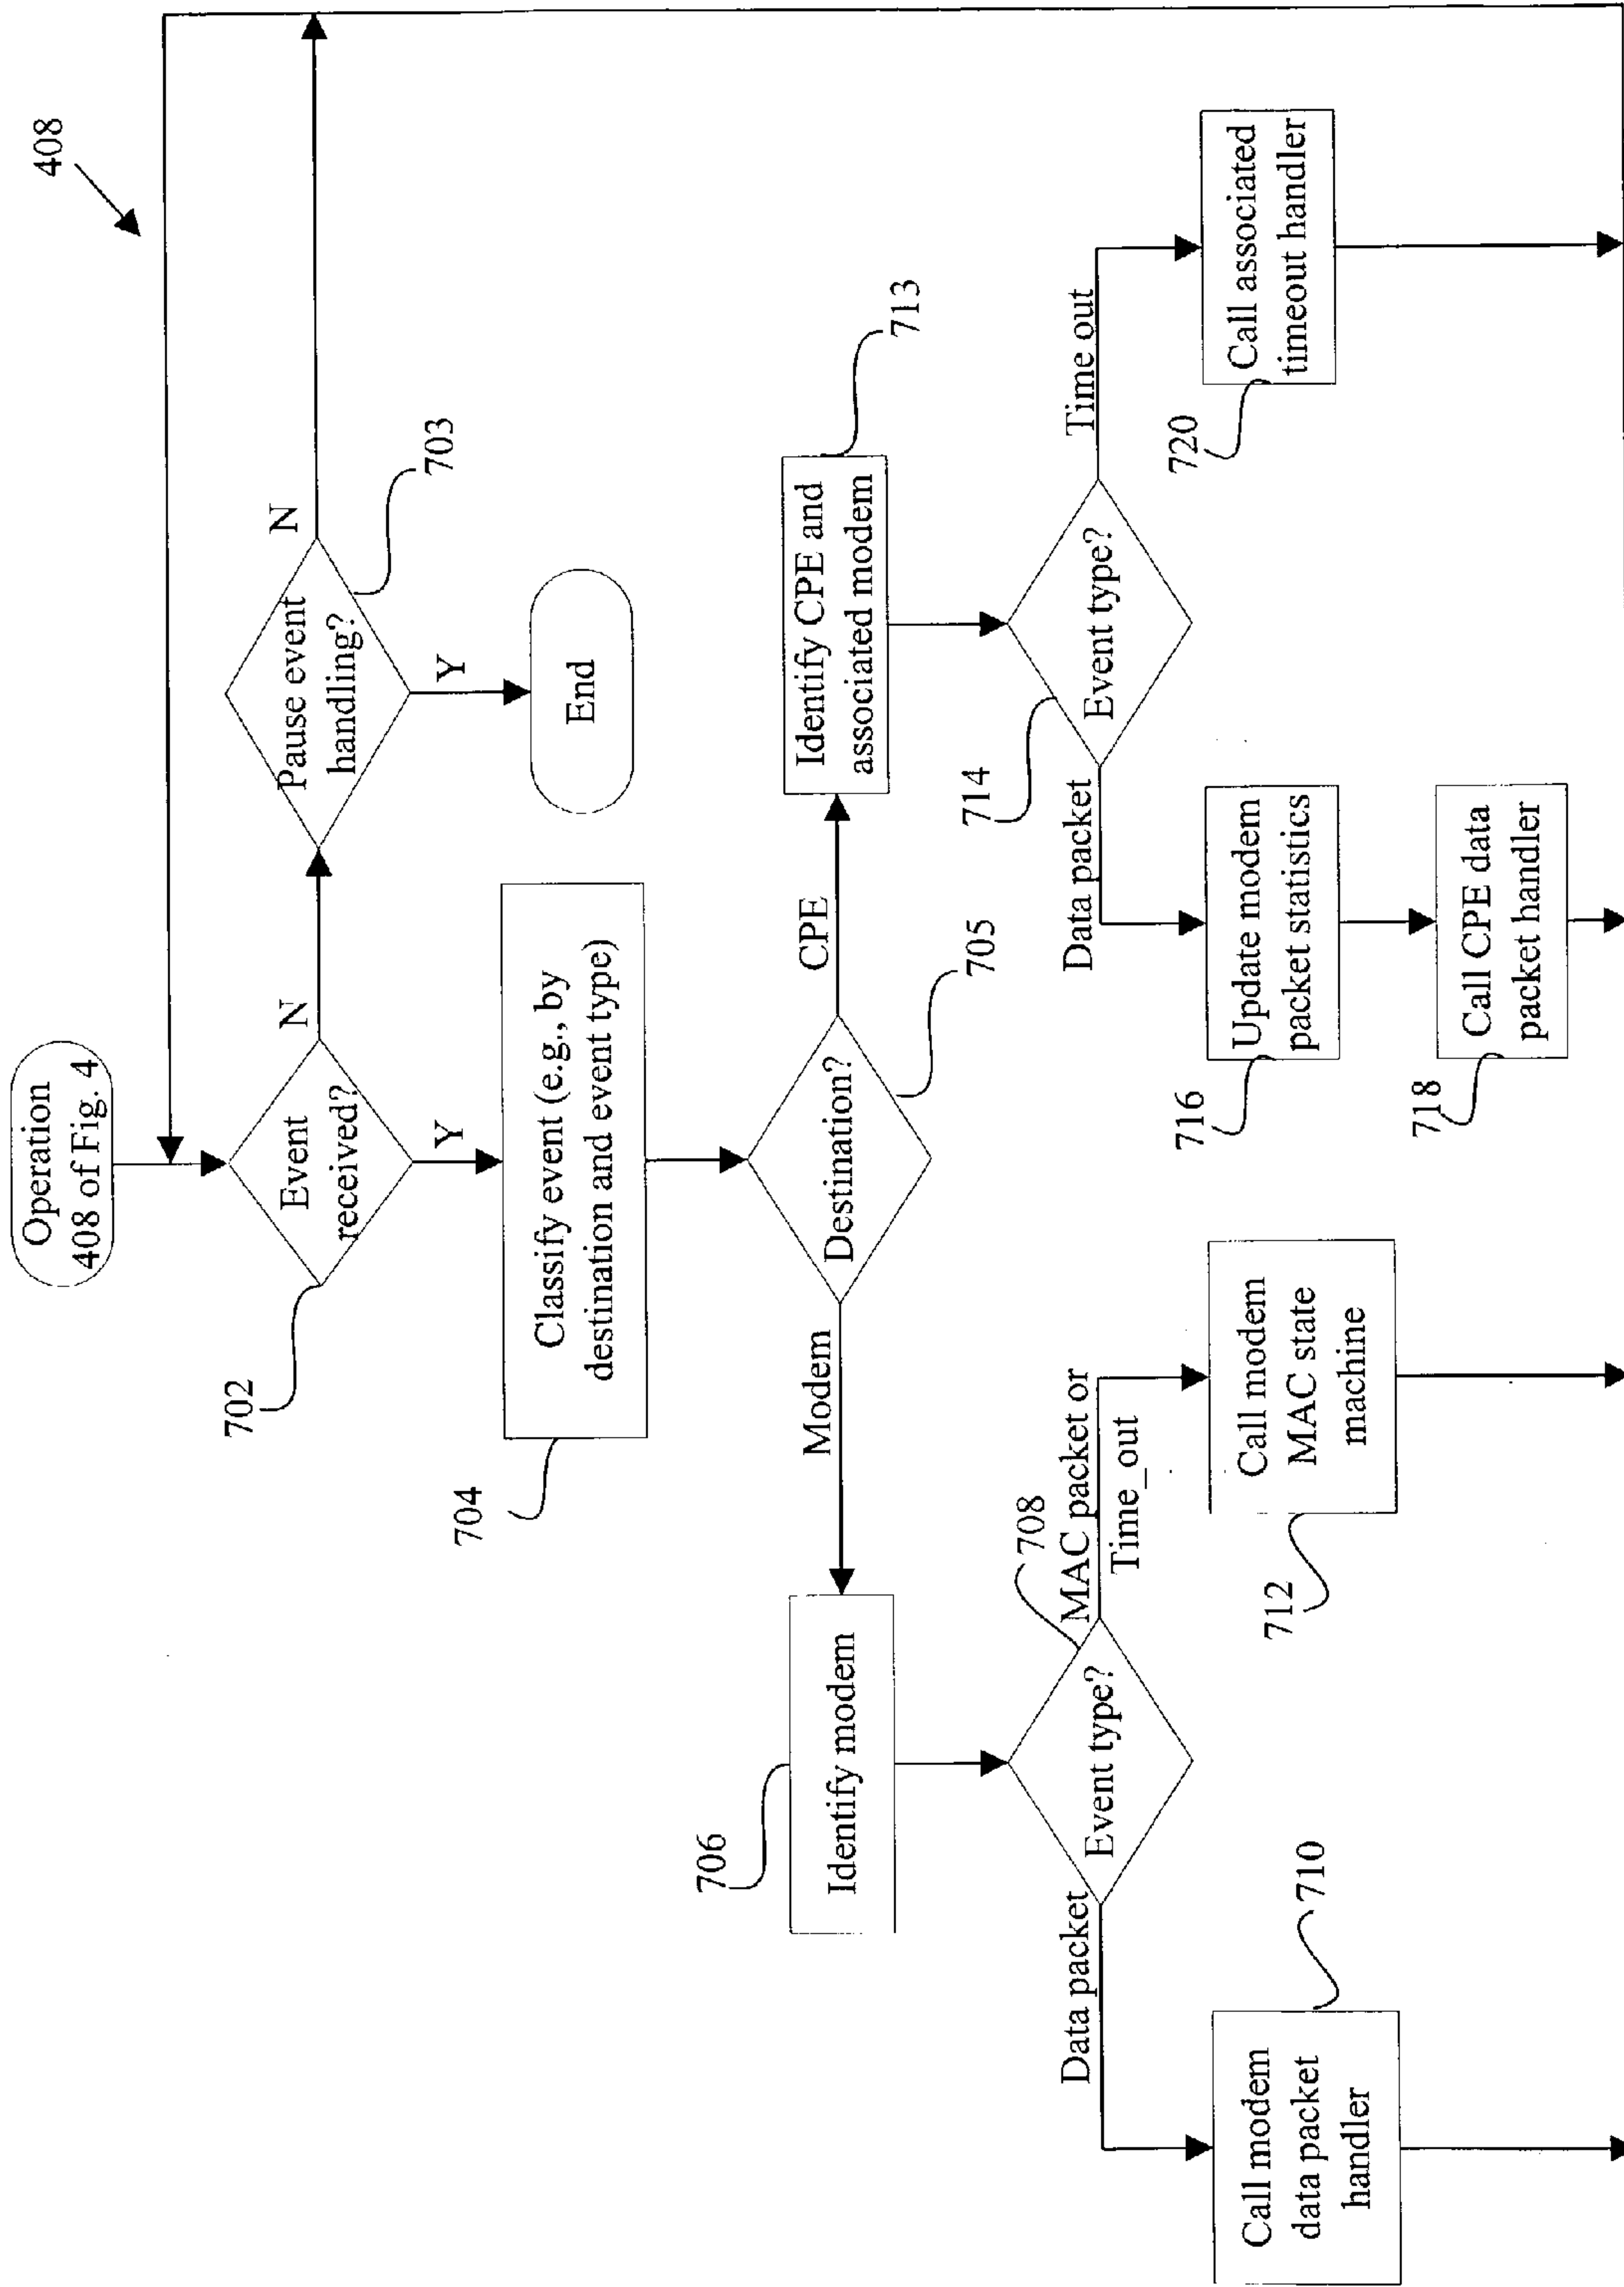 408
Operation
408 of Fig. 4
Event
received?
N
Y
702
Pause event
handling?
N
Y
703
End
Classify event (e.g., by
destination and event type)
704
Destination?
705
Modem
CPE
Identify modem
706
Identify CPE and
associated modem
713
Event type?
708
Data packet
MAC packet or
Time_out
Event type?
714
Data packet
Time out
Call modem
data packet
handler
710
Call modem
MAC state
machine
712
Update modem
packet statistics
716
Call CPE data
packet handler
718
Call associated
timeout handler
720